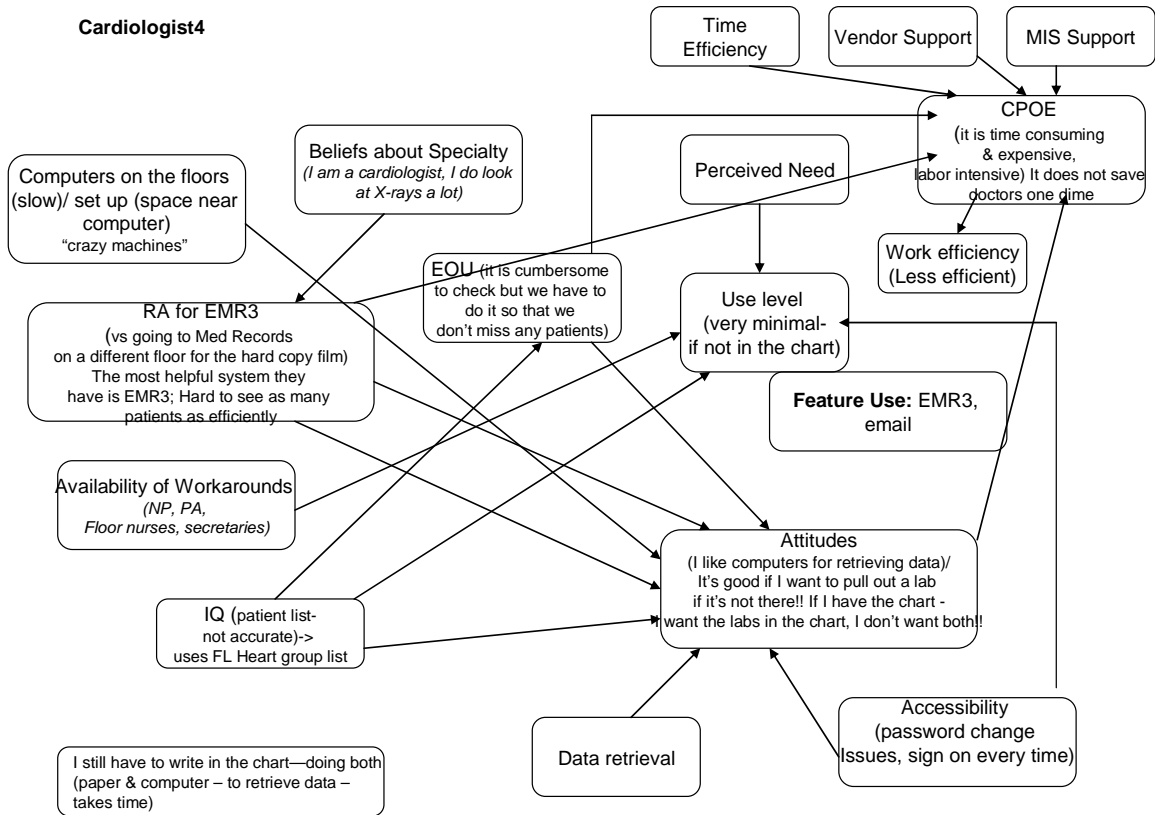 Cardiologist4
Time
Efficiency
Vendor Support
MIS Support
CPOE
(it is time consuming
& expensive,
labor intensive) It does not save
doctors one dime
Beliefs about Specialty
(I am a cardiologist, I do look
at X-rays a lot)
Perceived Need
Computers on the floors
(slow)/ set up (space near
computer)
“crazy machines”
Work efficiency
(Less efficient)
EOU (it is cumbersome
to check but we have to
do it so that we
don’t miss any patients)
Use level
(very minimal-
if not in the chart)
RA for EMR3
(vs going to Med Records
on a different floor for the hard copy film)
The most helpful system they
have is EMR3; Hard to see as many
patients as efficiently
Feature Use: EMR3,
email
Availability of Workarounds
(NP, PA,
Floor nurses, secretaries)
Attitudes
(I like computers for retrieving data)/
It’s good if I want to pull out a lab
if it’s not there!! If I have the chart -
I want the labs in the chart, I don’t want both!!
IQ (patient list-
not accurate)->
uses FL Heart group list
Data retrieval
Accessibility
(password change
Issues, sign on every time)
I still have to write in the chart—doing both
(paper & computer – to retrieve data –
takes time)